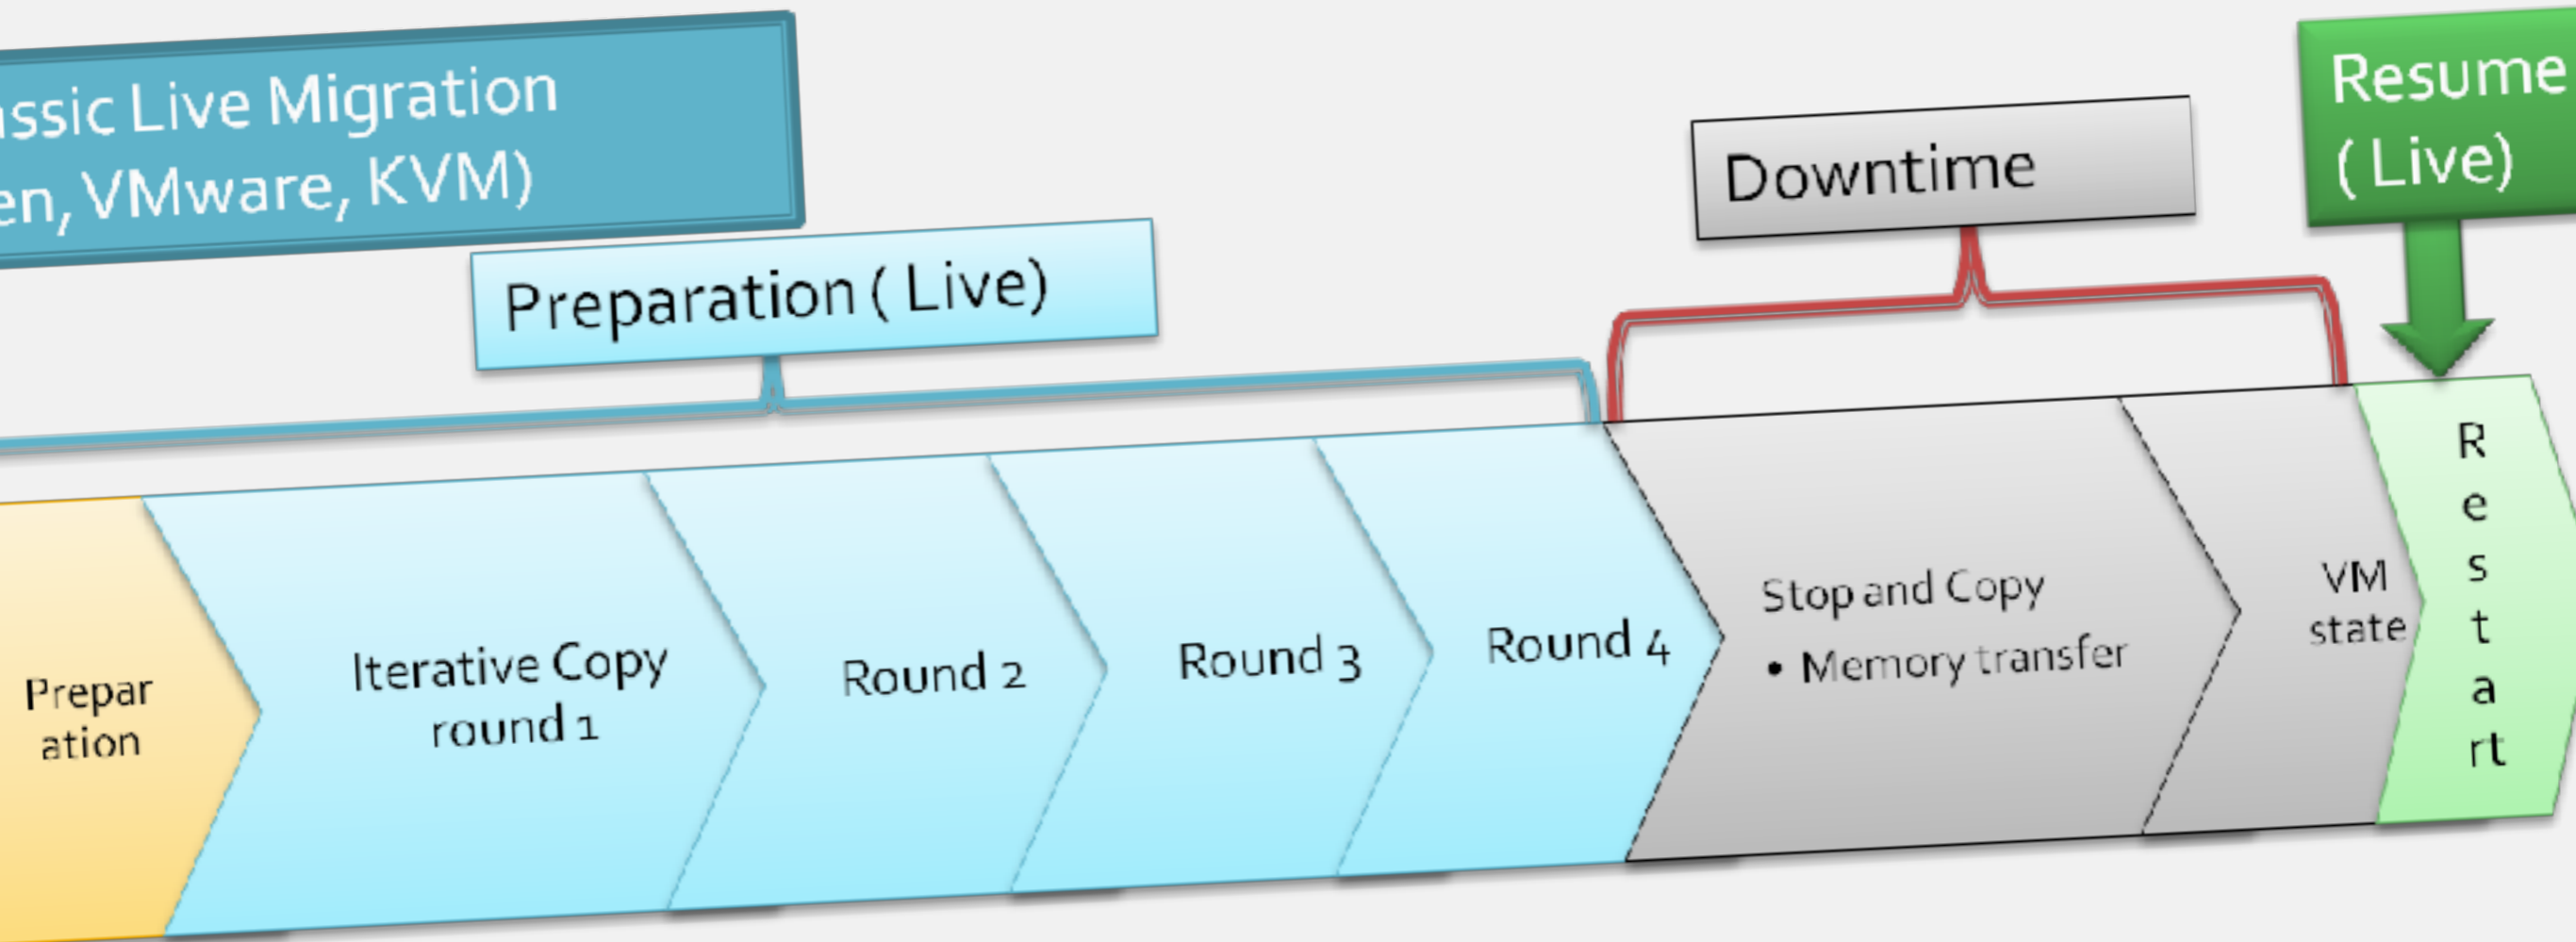 assic Live Migration
en, VMware, KVM)
Preparation ( Live)
Downtime
Resume
( Live)
Prepar
ation
Iterative Copy
round 1
Round 2
Round 3
Round 4
Stop and Copy
• Memory transfer
VM
state
R
e
s
t
a
rt